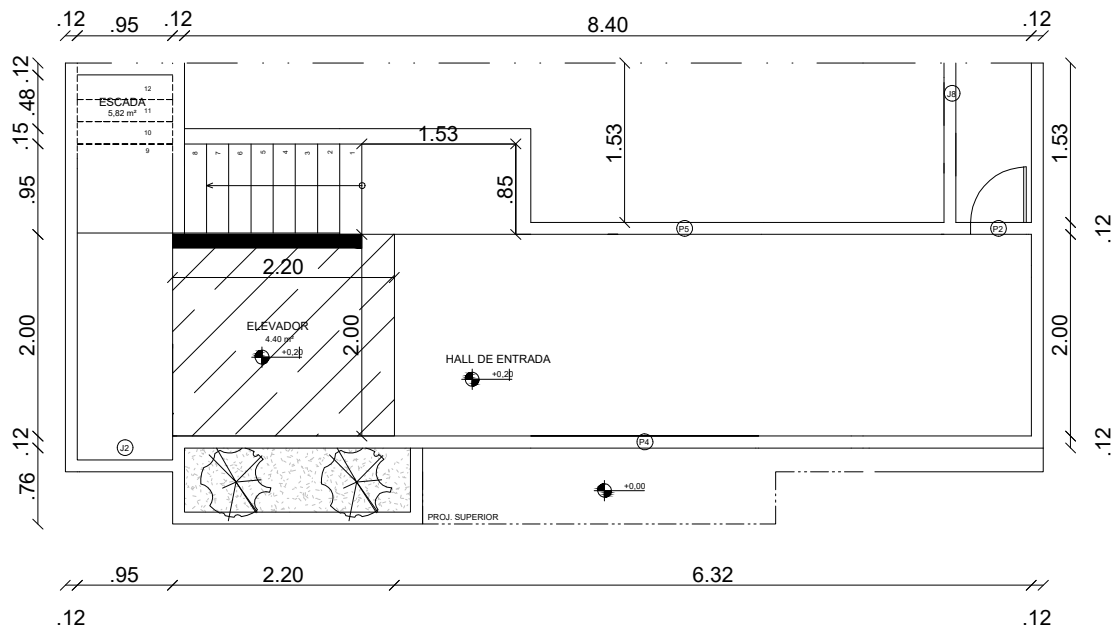 .12 .95 .12 8.40 .12
.12
.48
.15
.95
2.00
.12
.76
ESCADA
5,82 m²
12
11
10
9
8 7 6 5 4 3 2 1
1.53
.85
1.53
J8
1.53
.12
P5
P2
2.20
2.00
ELEVADOR
4.40 m²
+0,20
2.00
HALL DE ENTRADA
+0,20
J2
P4
.12
+0,00
PROJ. SUPERIOR
.95 2.20 6.32
.12 .12